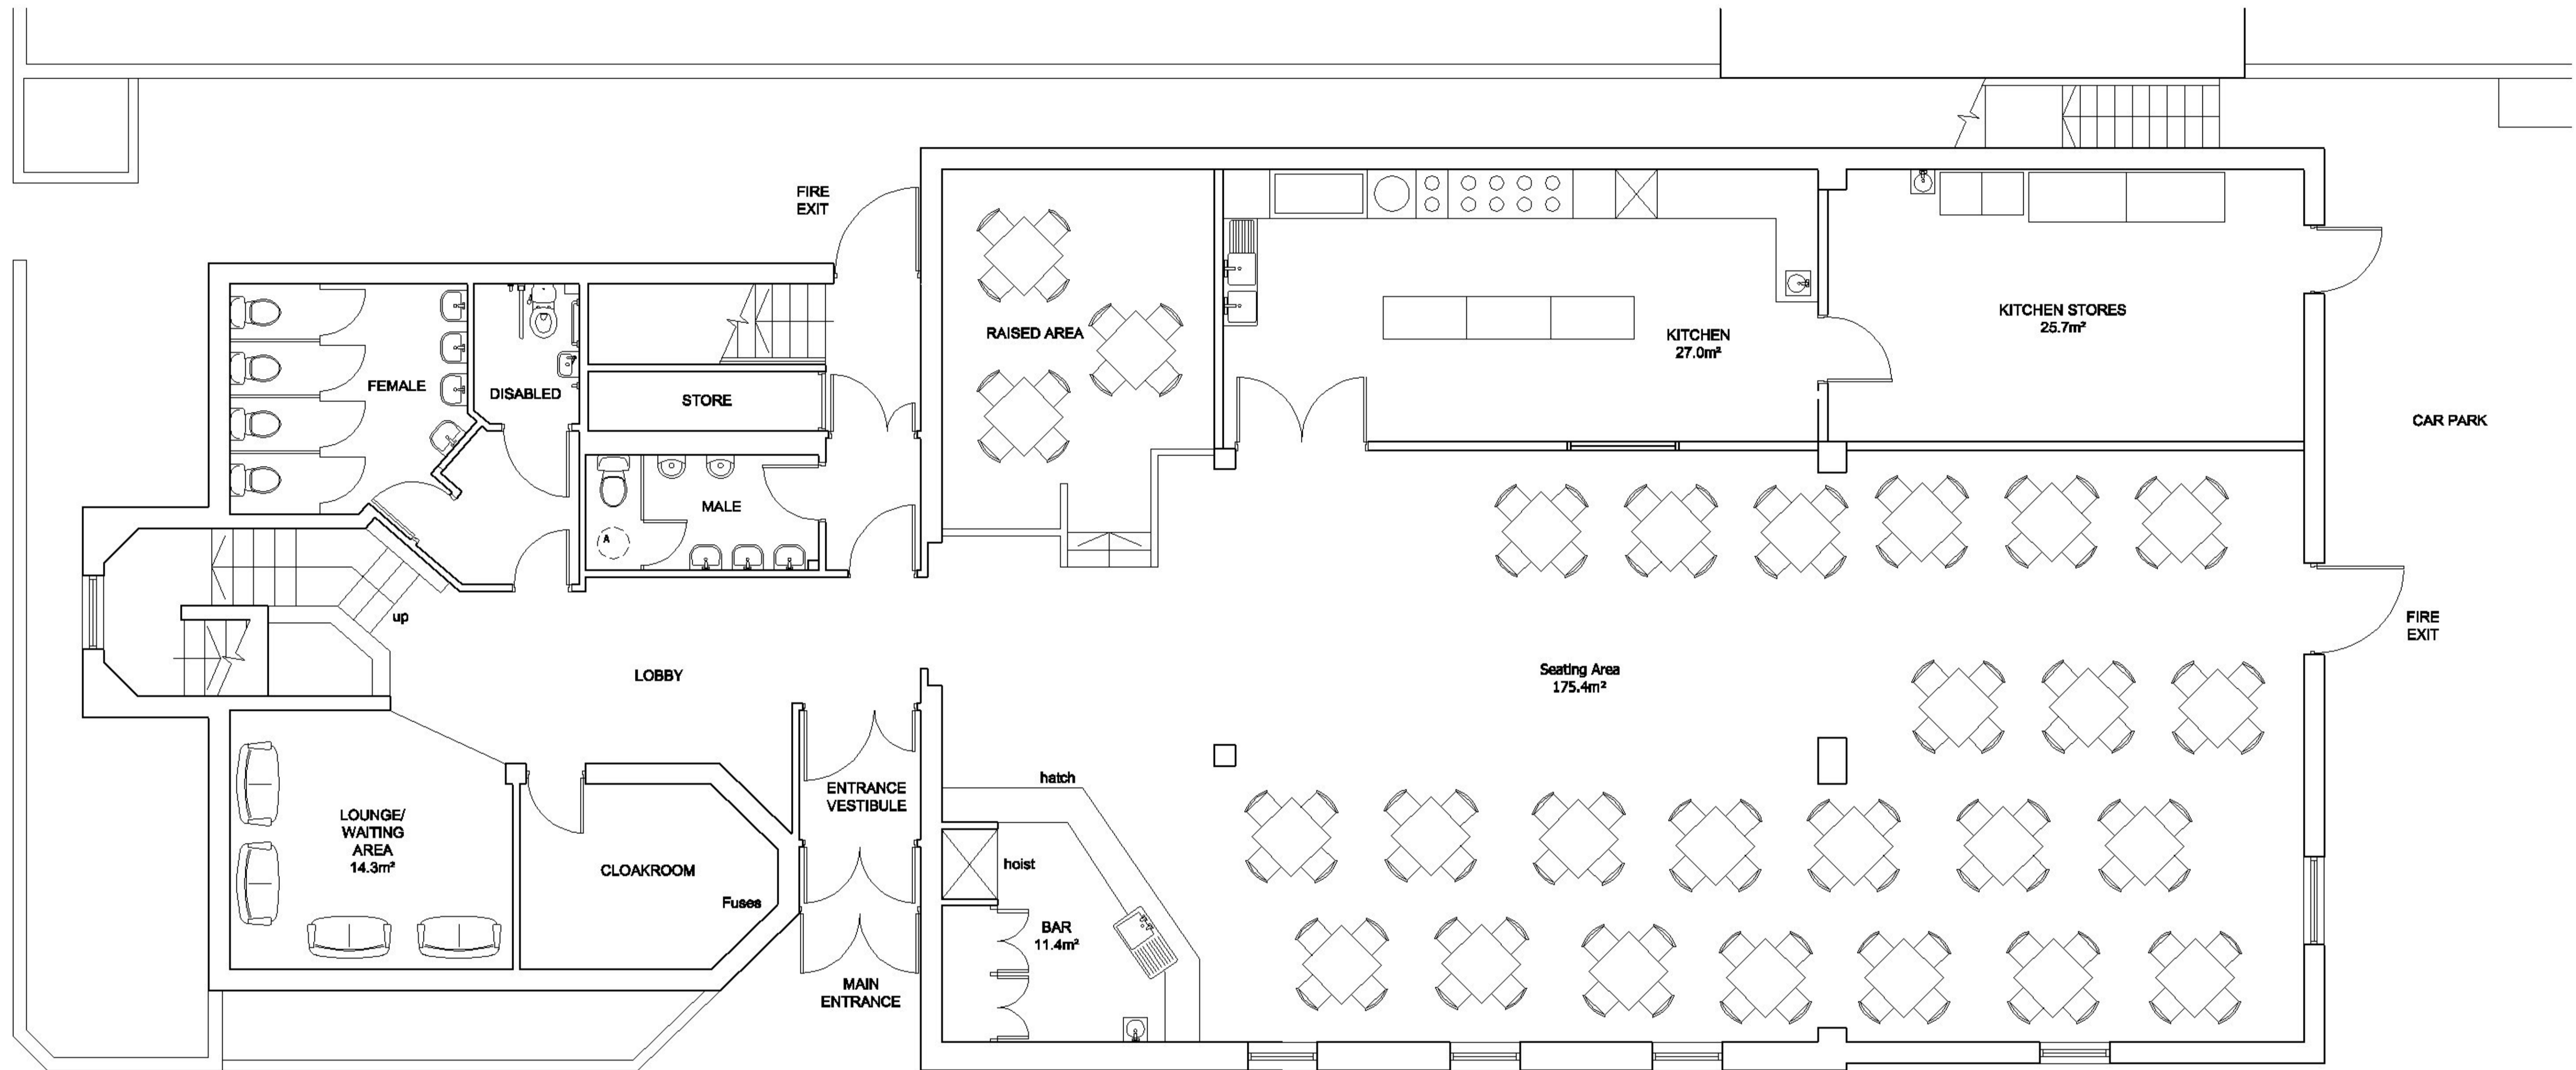 FIRE
EXIT
RAISED AREA
KITCHEN
27.0m²
KITCHEN STORES
25.7m²
FEMALE
DISABLED
STORE
CAR PARK
MALE
A
up
LOBBY
Seating Area
175.4m²
FIRE
EXIT
hatch
ENTRANCE
VESTIBULE
LOUNGE/
WAITING
AREA
14.3m²
CLOAKROOM
Fuses
hoist
BAR
11.4m²
MAIN
ENTRANCE